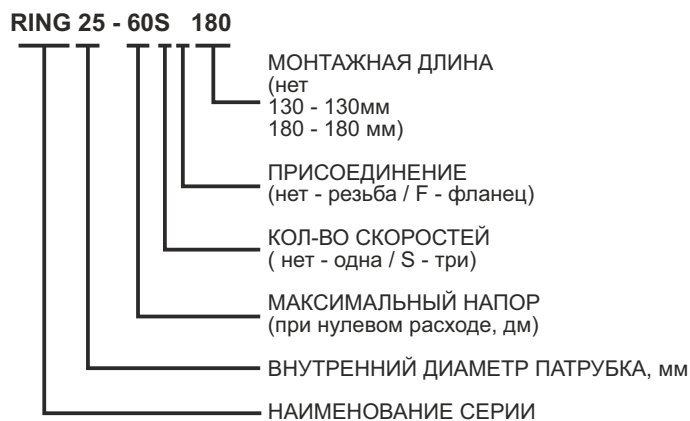 RING 25 - 60S 180
МОНТАЖНАЯ ДЛИНА
(нет
130 - 130мм
180 - 180 мм)
ПРИСОЕДИНЕНИЕ
(нет - резьба / F - фланец)
КОЛ-ВО СКОРОСТЕЙ
( нет - одна / S - три)
МАКСИМАЛЬНЫЙ НАПОР
(при нулевом расходе, дм)
ВНУТРЕННИЙ ДИАМЕТР ПАТРУБКА, мм
НАИМЕНОВАНИЕ СЕРИИ